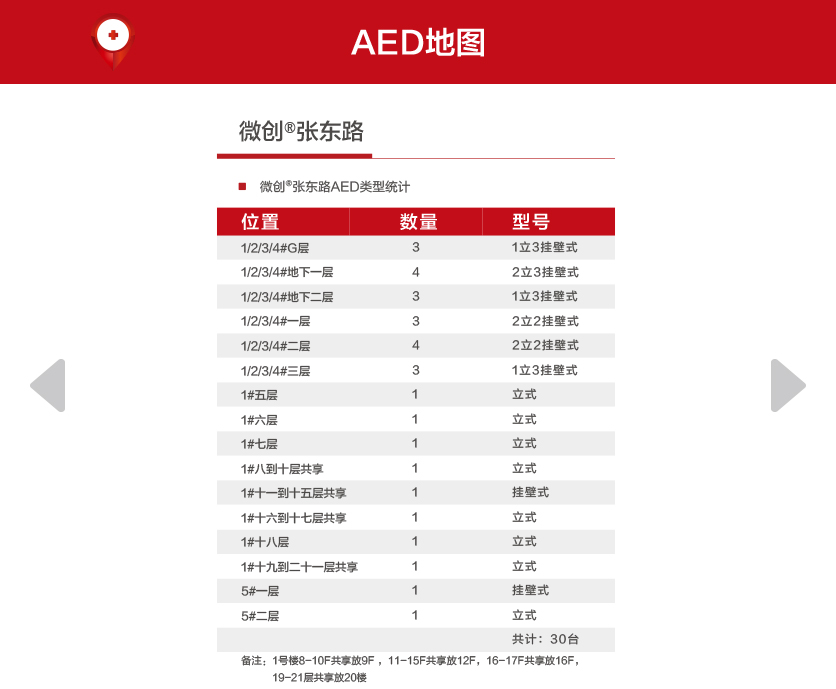 AED地图
微创®张东路
微创®张东路AED类型统计
位置 数量 型号
1/2/3/4#G层 3 1立3挂壁式
1/2/3/4#地下一层 4 2立3挂壁式
1/2/3/4#地下二层 3 1立3挂壁式
1/2/3/4#一层 3 2立2挂壁式
1/2/3/4#二层 4 2立2挂壁式
1/2/3/4#三层 3 1立3挂壁式
1#五层 1 立式
1#六层 1 立式
1#七层 1 立式
1#八到十层共享 1 立式
1#十一到十五层共享 1 挂壁式
1#十六到十七层共享 1 立式
1#十八层 1 立式
1#十九到二十一层共享 1 立式
5#一层 1 挂壁式
5#二层 1 立式
共计：30台
备注：1号楼8-10F共享放9F，11-15F共享放12F，16-17F共享放16F，
19-21层共享放20楼